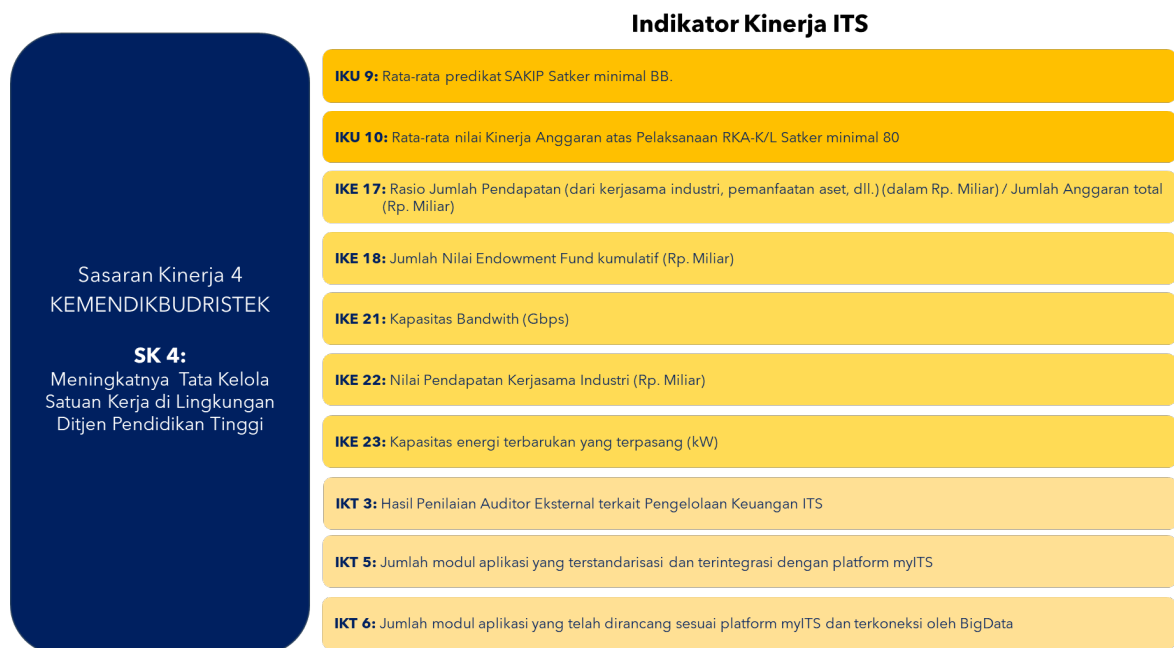 Indikator Kinerja ITS
Sasaran Kinerja 4
KEMENDIKBUDRISTEK
SK 4:
Meningkatnya Tata Kelola
Satuan Kerja di Lingkungan
Ditjen Pendidikan Tinggi
IKU 9: Rata-rata predikat SAKIP Satker minimal BB.
IKU 10: Rata-rata nilai Kinerja Anggaran atas Pelaksanaan RKA-K/L Satker minimal 80
IKE 17: Rasio Jumlah Pendapatan (dari kerjasama industri, pemanfaatan aset, dll.) (dalam Rp. Miliar) / Jumlah Anggaran total
(Rp. Miliar)
IKE 18: Jumlah Nilai Endowment Fund kumulatif (Rp. Miliar)
IKE 21: Kapasitas Bandwith (Gbps)
IKE 22: Nilai Pendapatan Kerjasama Industri (Rp. Miliar)
IKE 23: Kapasitas energi terbarukan yang terpasang (kW)
IKT 3: Hasil Penilaian Auditor Eksternal terkait Pengelolaan Keuangan ITS
IKT 5: Jumlah modul aplikasi yang terstandarisasi dan terintegrasi dengan platform myITS
IKT 6: Jumlah modul aplikasi yang telah dirancang sesuai platform myITS dan terkoneksi oleh BigData